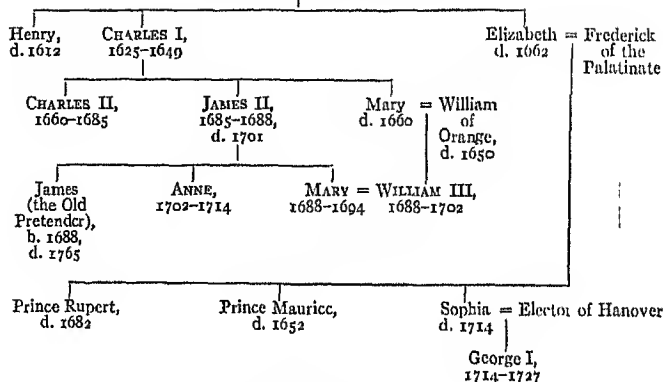 Henry, CHARLES I, Elizabeth = Frederick
d. 1612 1625–1649 d. 1662 of the
Palatinate
CHARLES II, JAMES II, Mary = William
1660–1685 1685–1688, d. 1660 of
d. 1701 Orange,
d. 1650
James ANNE, MARY = WILLIAM III,
(the Old 1702–1714 1688–1694 1688–1702
Pretender),
b. 1688,
d. 1765
Prince Rupert, Prince Maurice, Sophia = Elector of Hanover
d. 1682 d. 1652 d. 1714
George I,
1714–1727